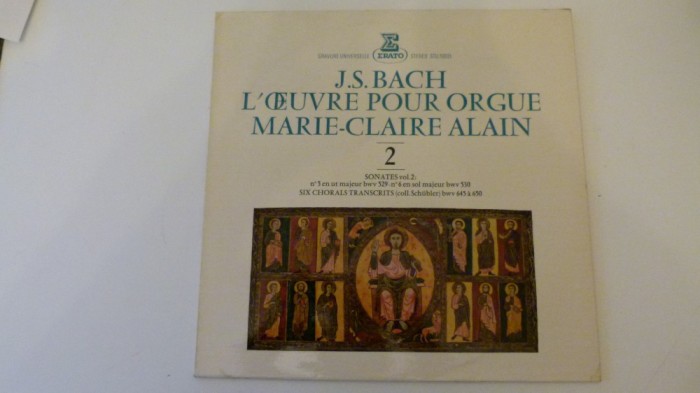 ERATO
J.S. BACH
L'ŒUVRE POUR ORGUE
MARIE-CLAIRE ALAIN
2
SONATES vol. 2:
n°5 en ut majeur bwv 529 - n°6 en sol majeur bwv 530
SIX CHORALS TRANSCRITS (coll. Schübler) bwv 645 à 650